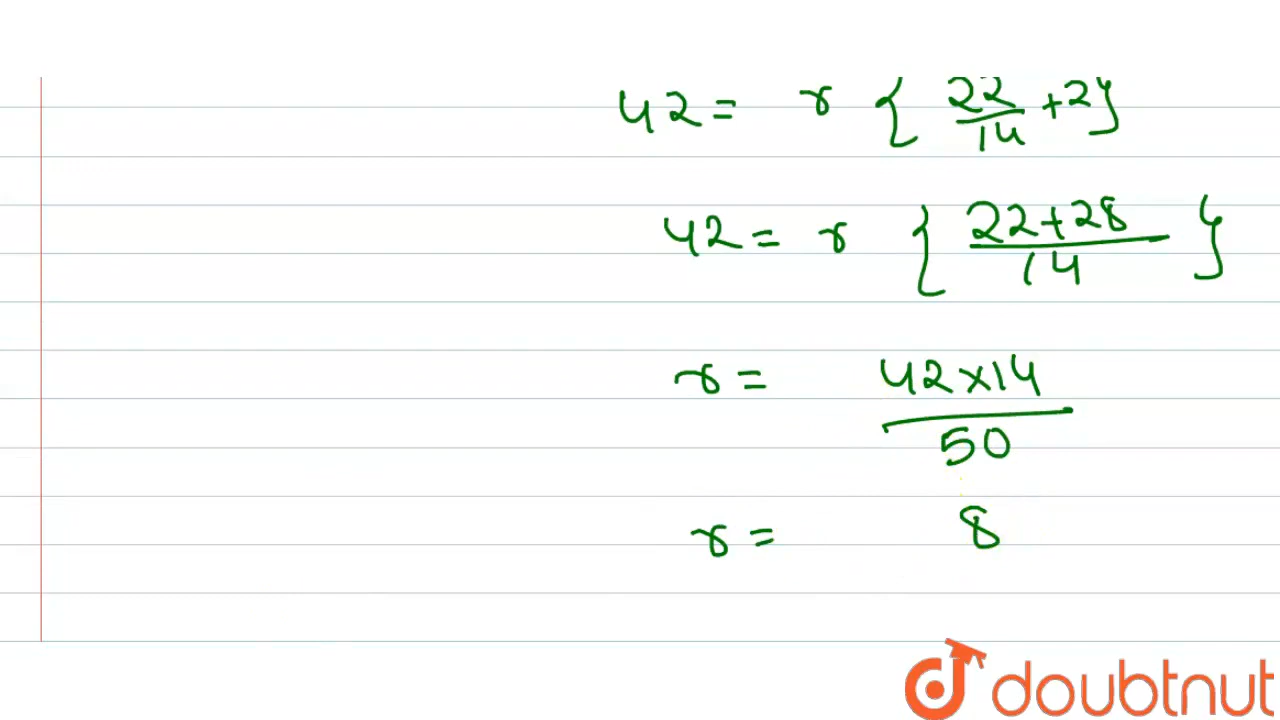 42 = r { 22/14 + 2}
42 = r { 22+28/14 }
r = 42×14/50
r = 8
doubtnut